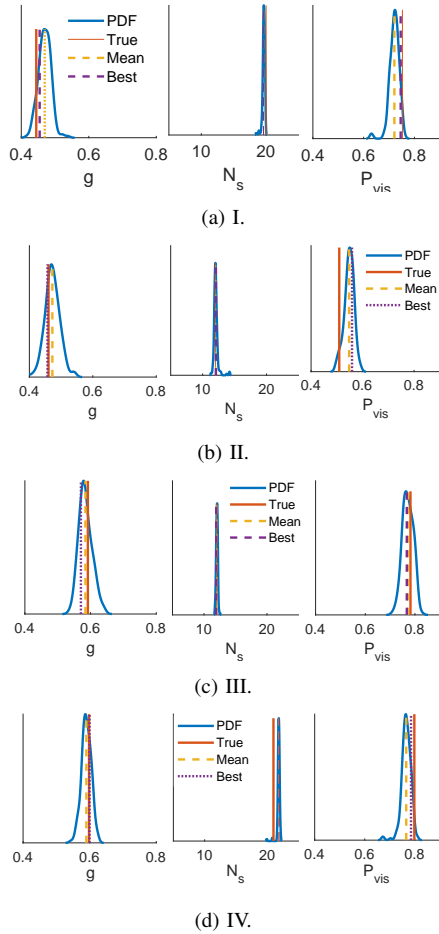 PDF
True
Mean
Best
0.4 0.6 0.8
g
10 20
N_s
0.4 0.6 0.8
P_vis
(a) I.
PDF
True
Mean
Best
0.4 0.6 0.8
g
10 20
N_s
0.4 0.6 0.8
P_vis
(b) II.
PDF
True
Mean
Best
0.4 0.6 0.8
g
10 20
N_s
0.4 0.6 0.8
P_vis
(c) III.
PDF
True
Mean
Best
0.4 0.6 0.8
g
10 20
N_s
0.4 0.6 0.8
P_vis
(d) IV.